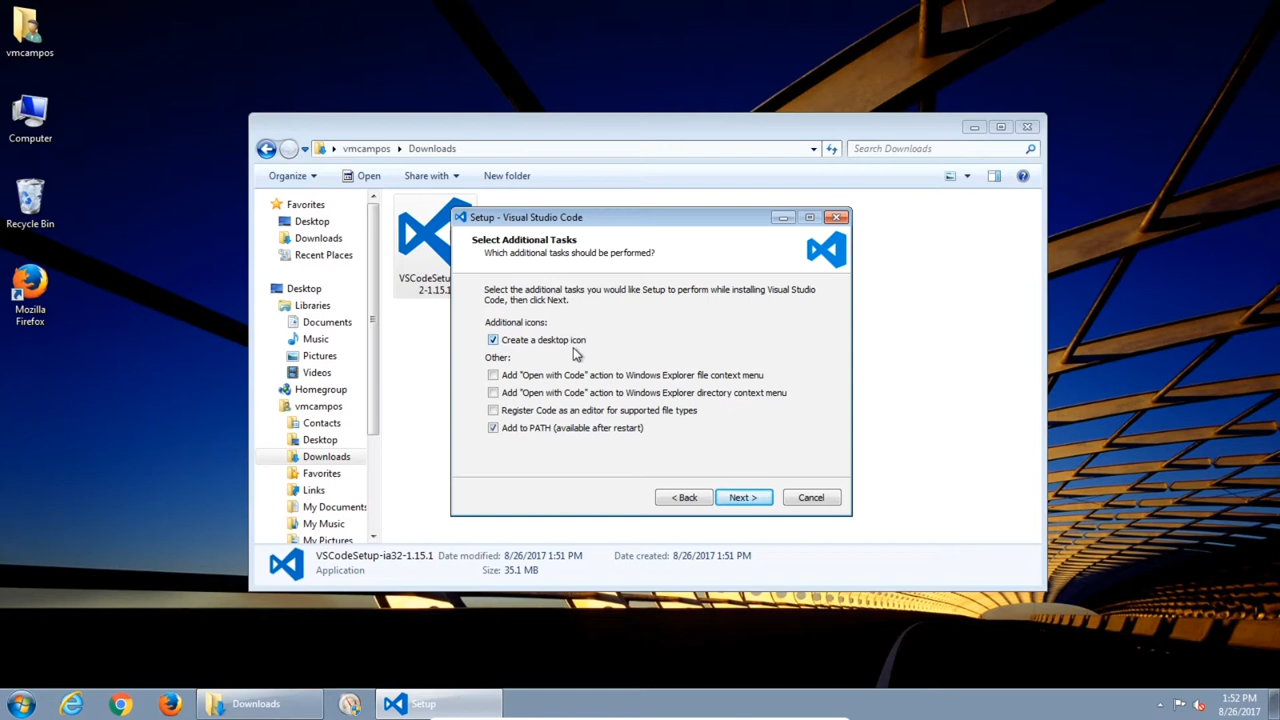 vmcampos
Computer
Recycle Bin
Mozilla
Firefox
vmcampos
Downloads
Search Downloads
Organize
Open
Share with
New folder
Favorites
Desktop
Downloads
Recent Places
Desktop
Libraries
Documents
Music
Pictures
Videos
Homegroup
vmcampos
Contacts
Desktop
Downloads
Favorites
Links
My Documents
My Music
My Pictures
VSCodeSetu
2-1.15.1
Setup - Visual Studio Code
Select Additional Tasks
Which additional tasks should be performed?
Select the additional tasks you would like Setup to perform while installing Visual Studio
Code, then click Next.
Additional icons:
Create a desktop icon
Other:
Add "Open with Code" action to Windows Explorer file context menu
Add "Open with Code" action to Windows Explorer directory context menu
Register Code as an editor for supported file types
Add to PATH (available after restart)
< Back
Next >
Cancel
VSCodeSetup-ia32-1.15.1 Date modified: 8/26/2017 1:51 PM Date created: 8/26/2017 1:51 PM
Application Size: 35.1 MB
Downloads
Setup
1:52 PM
8/26/2017